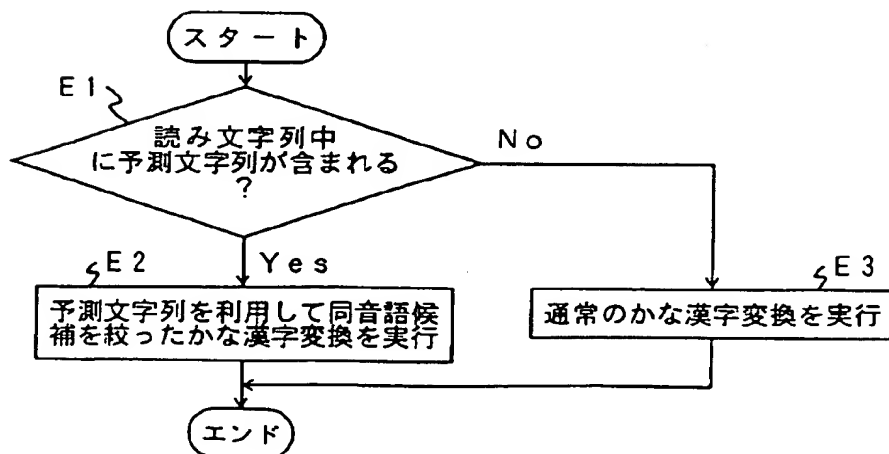 スタート
E1
読み文字列中
に予測文字列が含まれる
?
No
E2
Yes
E3
予測文字列を利用して同音語候
補を絞ったかな漢字変換を実行
通常のかな漢字変換を実行
エンド